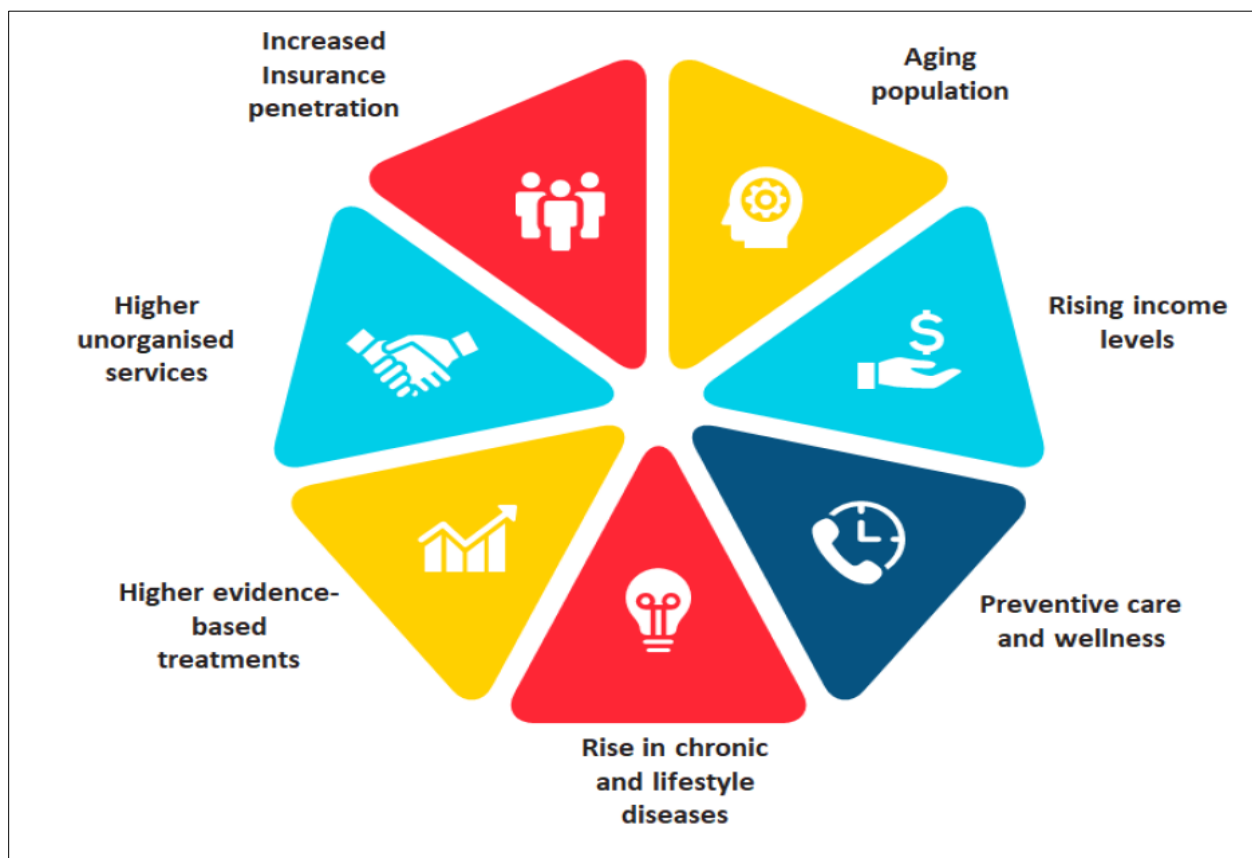 Increased
Insurance
penetration
Aging
population
Rising income
levels
Preventive care
and wellness
Rise in chronic
and lifestyle
diseases
Higher evidence-
based
treatments
Higher
unorganised
services
$